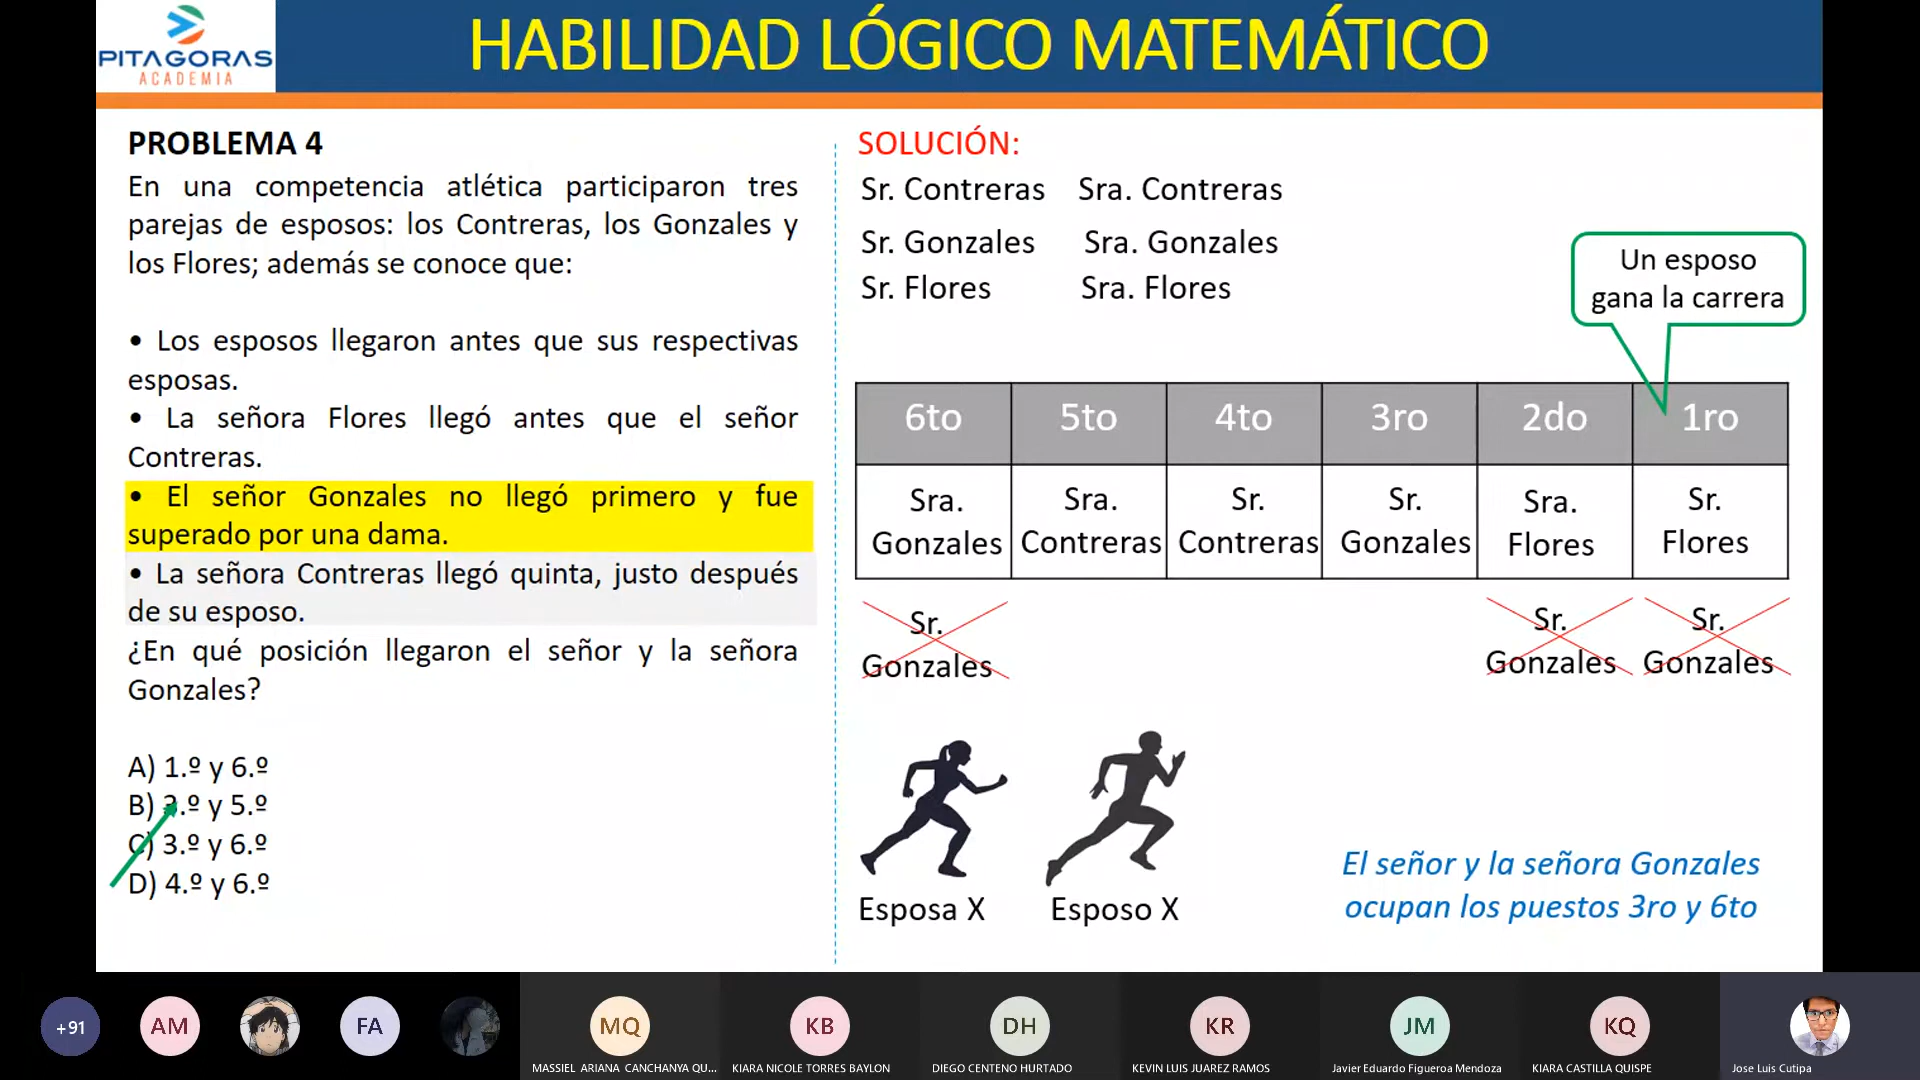 PITAGORAS
ACADEMIA
HABILIDAD LÓGICO MATEMÁTICO
PROBLEMA 4
En una competencia atlética participaron tres
parejas de esposos: los Contreras, los Gonzales y
los Flores; además se conoce que:
• Los esposos llegaron antes que sus respectivas
esposas.
• La señora Flores llegó antes que el señor
Contreras.
• El señor Gonzales no llegó primero y fue
superado por una dama.
• La señora Contreras llegó quinta, justo después
de su esposo.
¿En qué posición llegaron el señor y la señora
Gonzales?
A) 1.º y 6.º
B) 3.º y 5.º
C) 3.º y 6.º
D) 4.º y 6.º
SOLUCIÓN:
Sr. Contreras Sra. Contreras
Sr. Gonzales Sra. Gonzales
Sr. Flores Sra. Flores
Un esposo
gana la carrera
6to 5to 4to 3ro 2do 1ro
Sra. Sra. Sr. Sr. Sra. Sr.
Gonzales Contreras Contreras Gonzales Flores Flores
Sr. Sr. Sr.
Gonzales Gonzales Gonzales
Esposa X Esposo X
El señor y la señora Gonzales
ocupan los puestos 3ro y 6to
+91 AM FA MQ KB DH KR JM KQ
MASSIEL ARIANA CANCHANYA QU... KIARA NICOLE TORRES BAYLON DIEGO CENTENO HURTADO KEVIN LUIS JUAREZ RAMOS Javier Eduardo Figueroa Mendoza KIARA CASTILLA QUISPE Jose Luis Cutipa